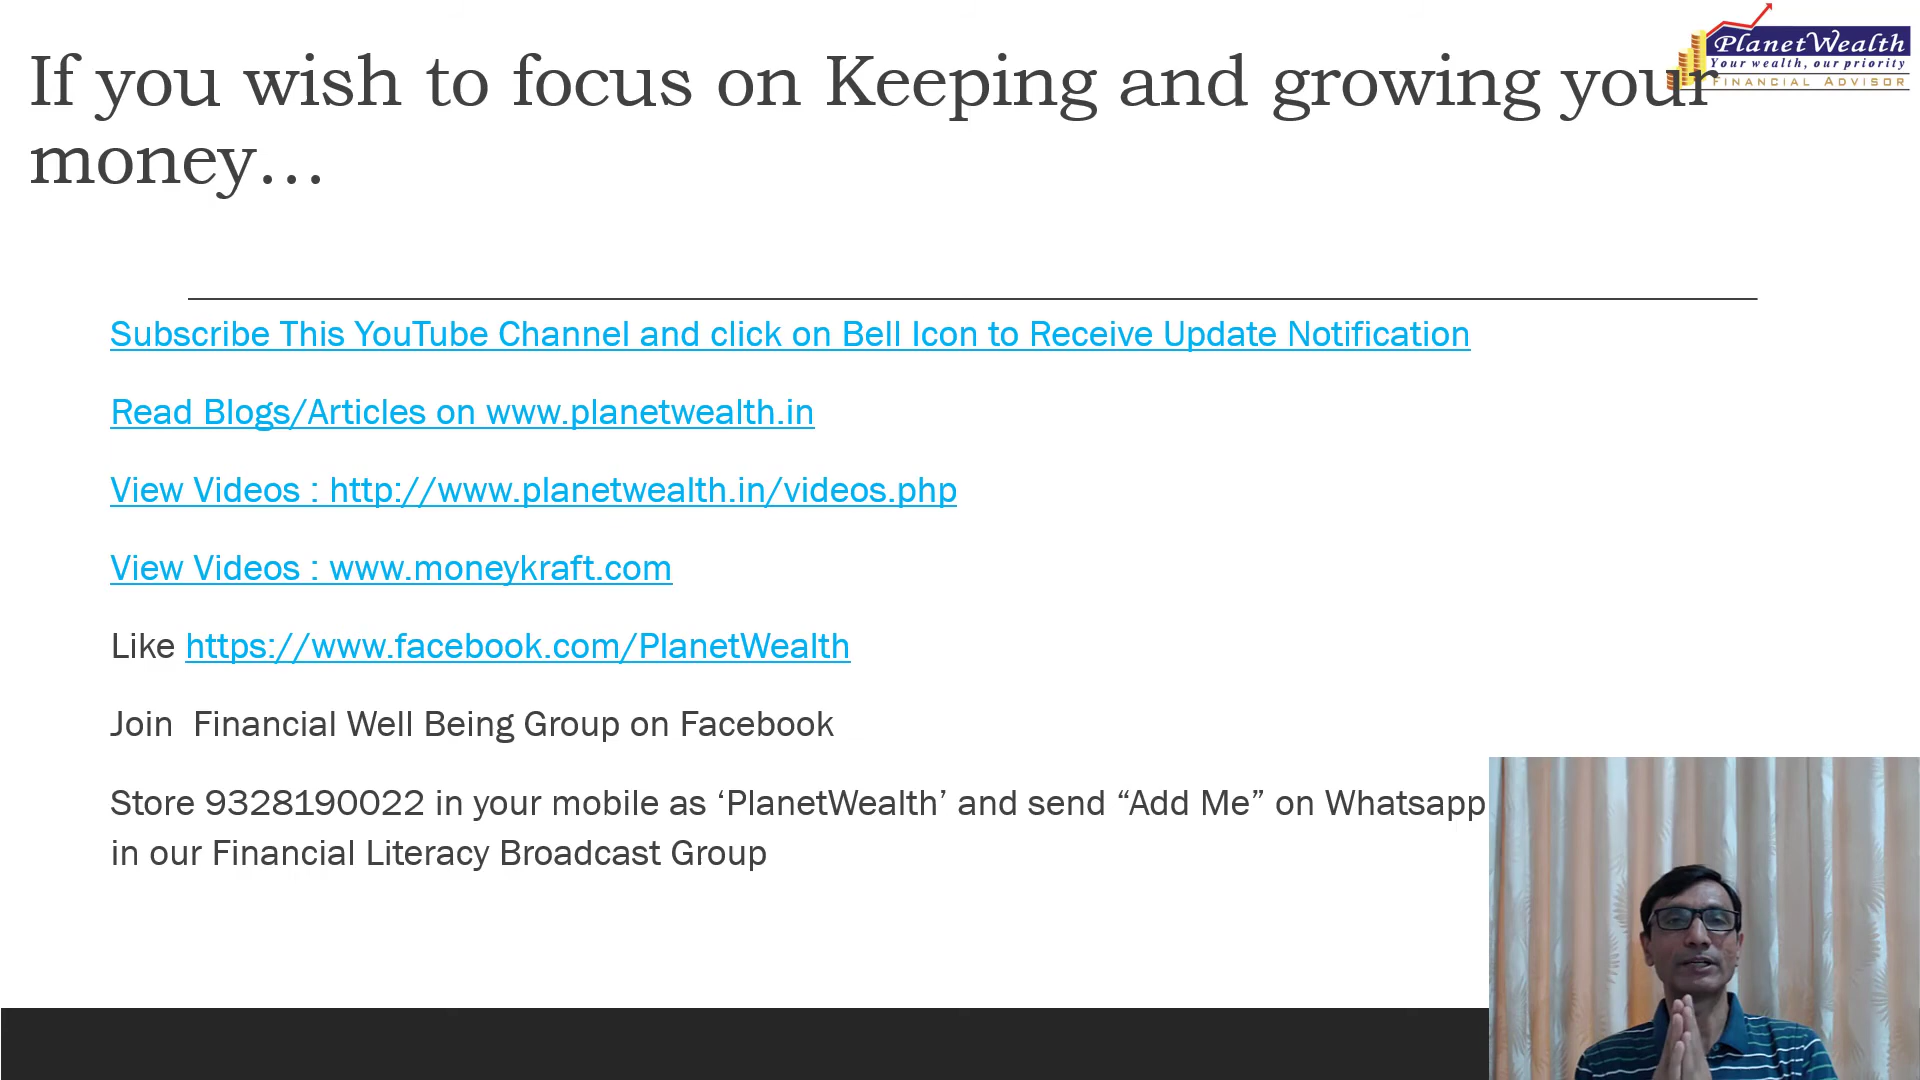 If you wish to focus on Keeping and growing your
money…
PlanetWealth
Your wealth, our priority
FINANCIAL ADVISOR
Subscribe This YouTube Channel and click on Bell Icon to Receive Update Notification
Read Blogs/Articles on www.planetwealth.in
View Videos : http://www.planetwealth.in/videos.php
View Videos : www.moneykraft.com
Like https://www.facebook.com/PlanetWealth
Join  Financial Well Being Group on Facebook
Store 9328190022 in your mobile as ‘PlanetWealth’ and send “Add Me” on Whatsapp
in our Financial Literacy Broadcast Group